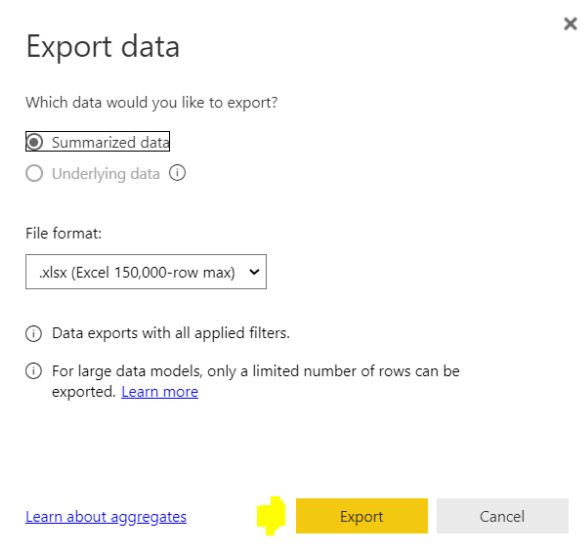 Export data
Which data would you like to export?
Summarized data
Underlying data
File format:
.xlsx (Excel 150,000-row max)
Data exports with all applied filters.
For large data models, only a limited number of rows can be
exported. Learn more
Learn about aggregates
Export
Cancel